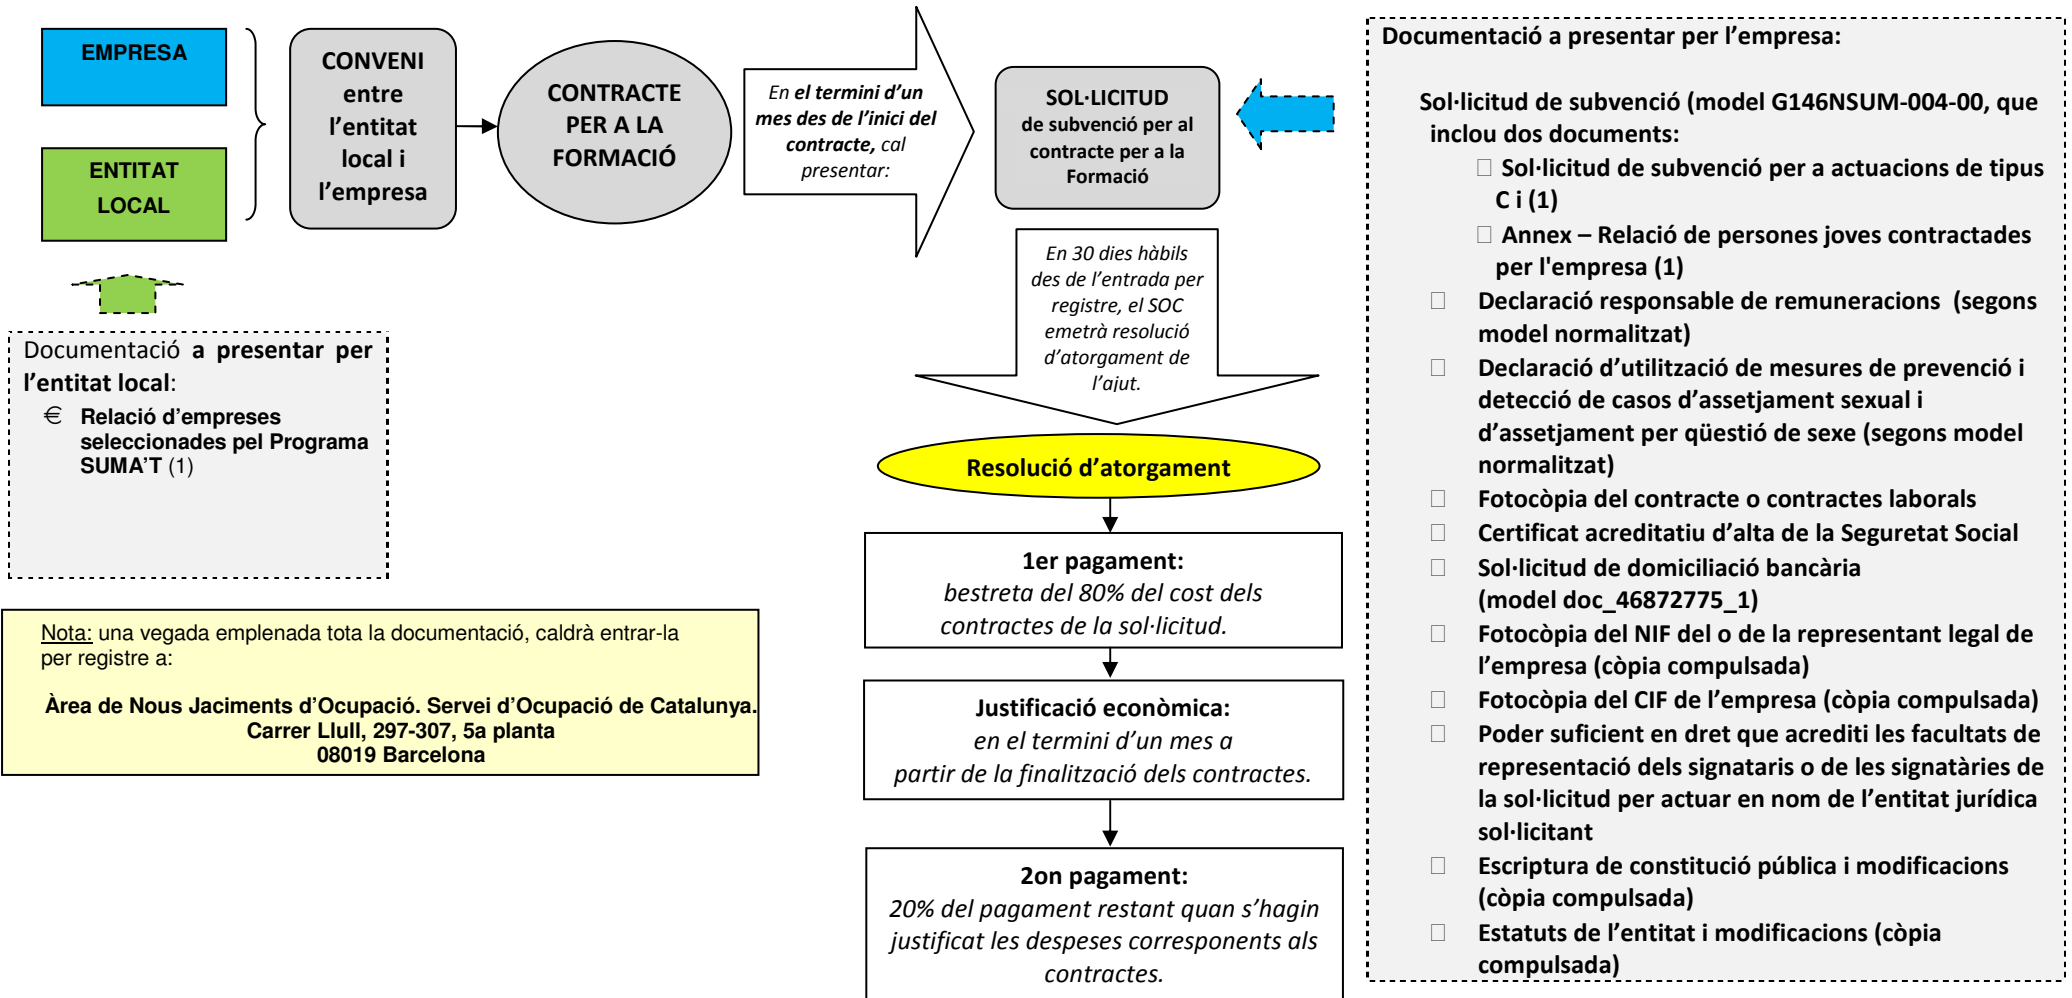 EMPRESA
ENTITAT
LOCAL
CONVENI
entre
l’entitat
local i
l’empresa
CONTRACTE
PER A LA
FORMACIÓ
En el termini d’un
mes des de l’inici del
contracte, cal
presentar:
SOL·LICITUD
de subvenció per al
contracte per a la
Formació
En 30 dies hàbils
des de l’entrada per
registre, el SOC
emetrà resolució
d’atorgament de
l’ajut.
Documentació a presentar per
l’entitat local:
€ Relació d’empreses
seleccionades pel Programa
SUMA’T (1)
Nota: una vegada emplenada tota la documentació, caldrà entrar-la
per registre a:
Àrea de Nous Jaciments d’Ocupació. Servei d’Ocupació de Catalunya.
Carrer Llull, 297-307, 5a planta
08019 Barcelona
Resolució d’atorgament
1er pagament:
bestreta del 80% del cost dels
contractes de la sol·licitud.
Justificació econòmica:
en el termini d’un mes a
partir de la finalització dels contractes.
2on pagament:
20% del pagament restant quan s’hagin
justificat les despeses corresponents als
contractes.
Documentació a presentar per l’empresa:
Sol·licitud de subvenció (model G146NSUM-004-00, que
inclou dos documents:
Sol·licitud de subvenció per a actuacions de tipus
C i (1)
Annex – Relació de persones joves contractades
per l'empresa (1)
Declaració responsable de remuneracions (segons
model normalitzat)
Declaració d’utilització de mesures de prevenció i
detecció de casos d’assetjament sexual i
d’assetjament per qüestió de sexe (segons model
normalitzat)
Fotocòpia del contracte o contractes laborals
Certificat acreditatiu d’alta de la Seguretat Social
Sol·licitud de domiciliació bancària
(model doc_46872775_1)
Fotocòpia del NIF del o de la representant legal de
l’empresa (còpia compulsada)
Fotocòpia del CIF de l’empresa (còpia compulsada)
Poder suficient en dret que acrediti les facultats de
representació dels signataris o de les signatàries de
la sol·licitud per actuar en nom de l’entitat jurídica
sol·licitant
Escriptura de constitució pública i modificacions
(còpia compulsada)
Estatuts de l’entitat i modificacions (còpia
compulsada)